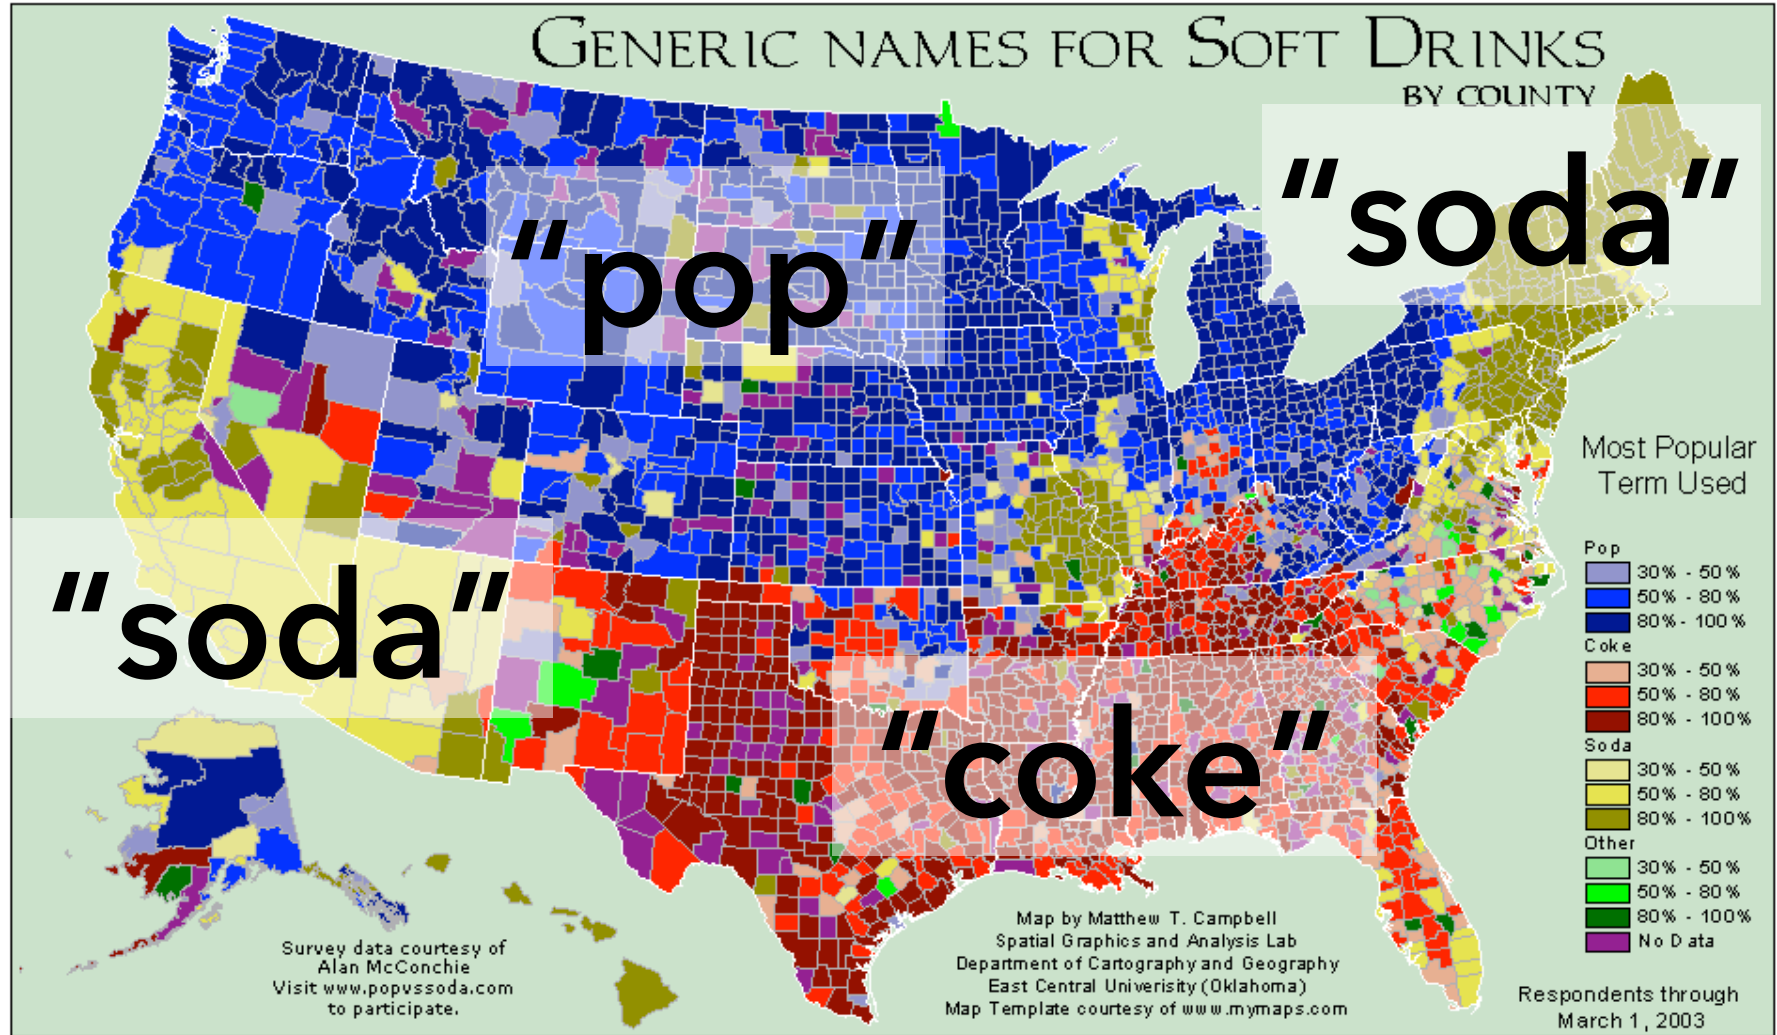 GENERIC NAMES FOR SOFT DRINKS
BY COUNTY
“soda”
“pop”
“soda”
“coke”
Most Popular
Term Used
Pop
30% - 50%
50% - 80%
80% - 100%
Coke
30% - 50%
50% - 80%
80% - 100%
Soda
30% - 50%
50% - 80%
80% - 100%
Other
30% - 50%
50% - 80%
80% - 100%
No Data
Survey data courtesy of
Alan McConchie
Visit www.popvssoda.com
to participate.
Map by Matthew T. Campbell
Spatial Graphics and Analysis Lab
Department of Cartography and Geography
East Central Univerisity (Oklahoma)
Map Template courtesy of www.mymaps.com
Respondents through
March 1, 2003